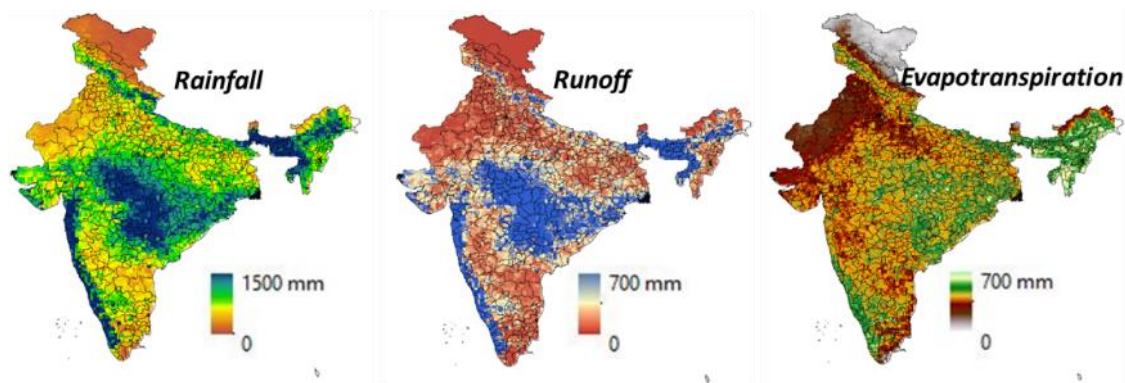 Rainfall
1500 mm
0
Runoff
700 mm
0
Evapotranspiration
700 mm
0